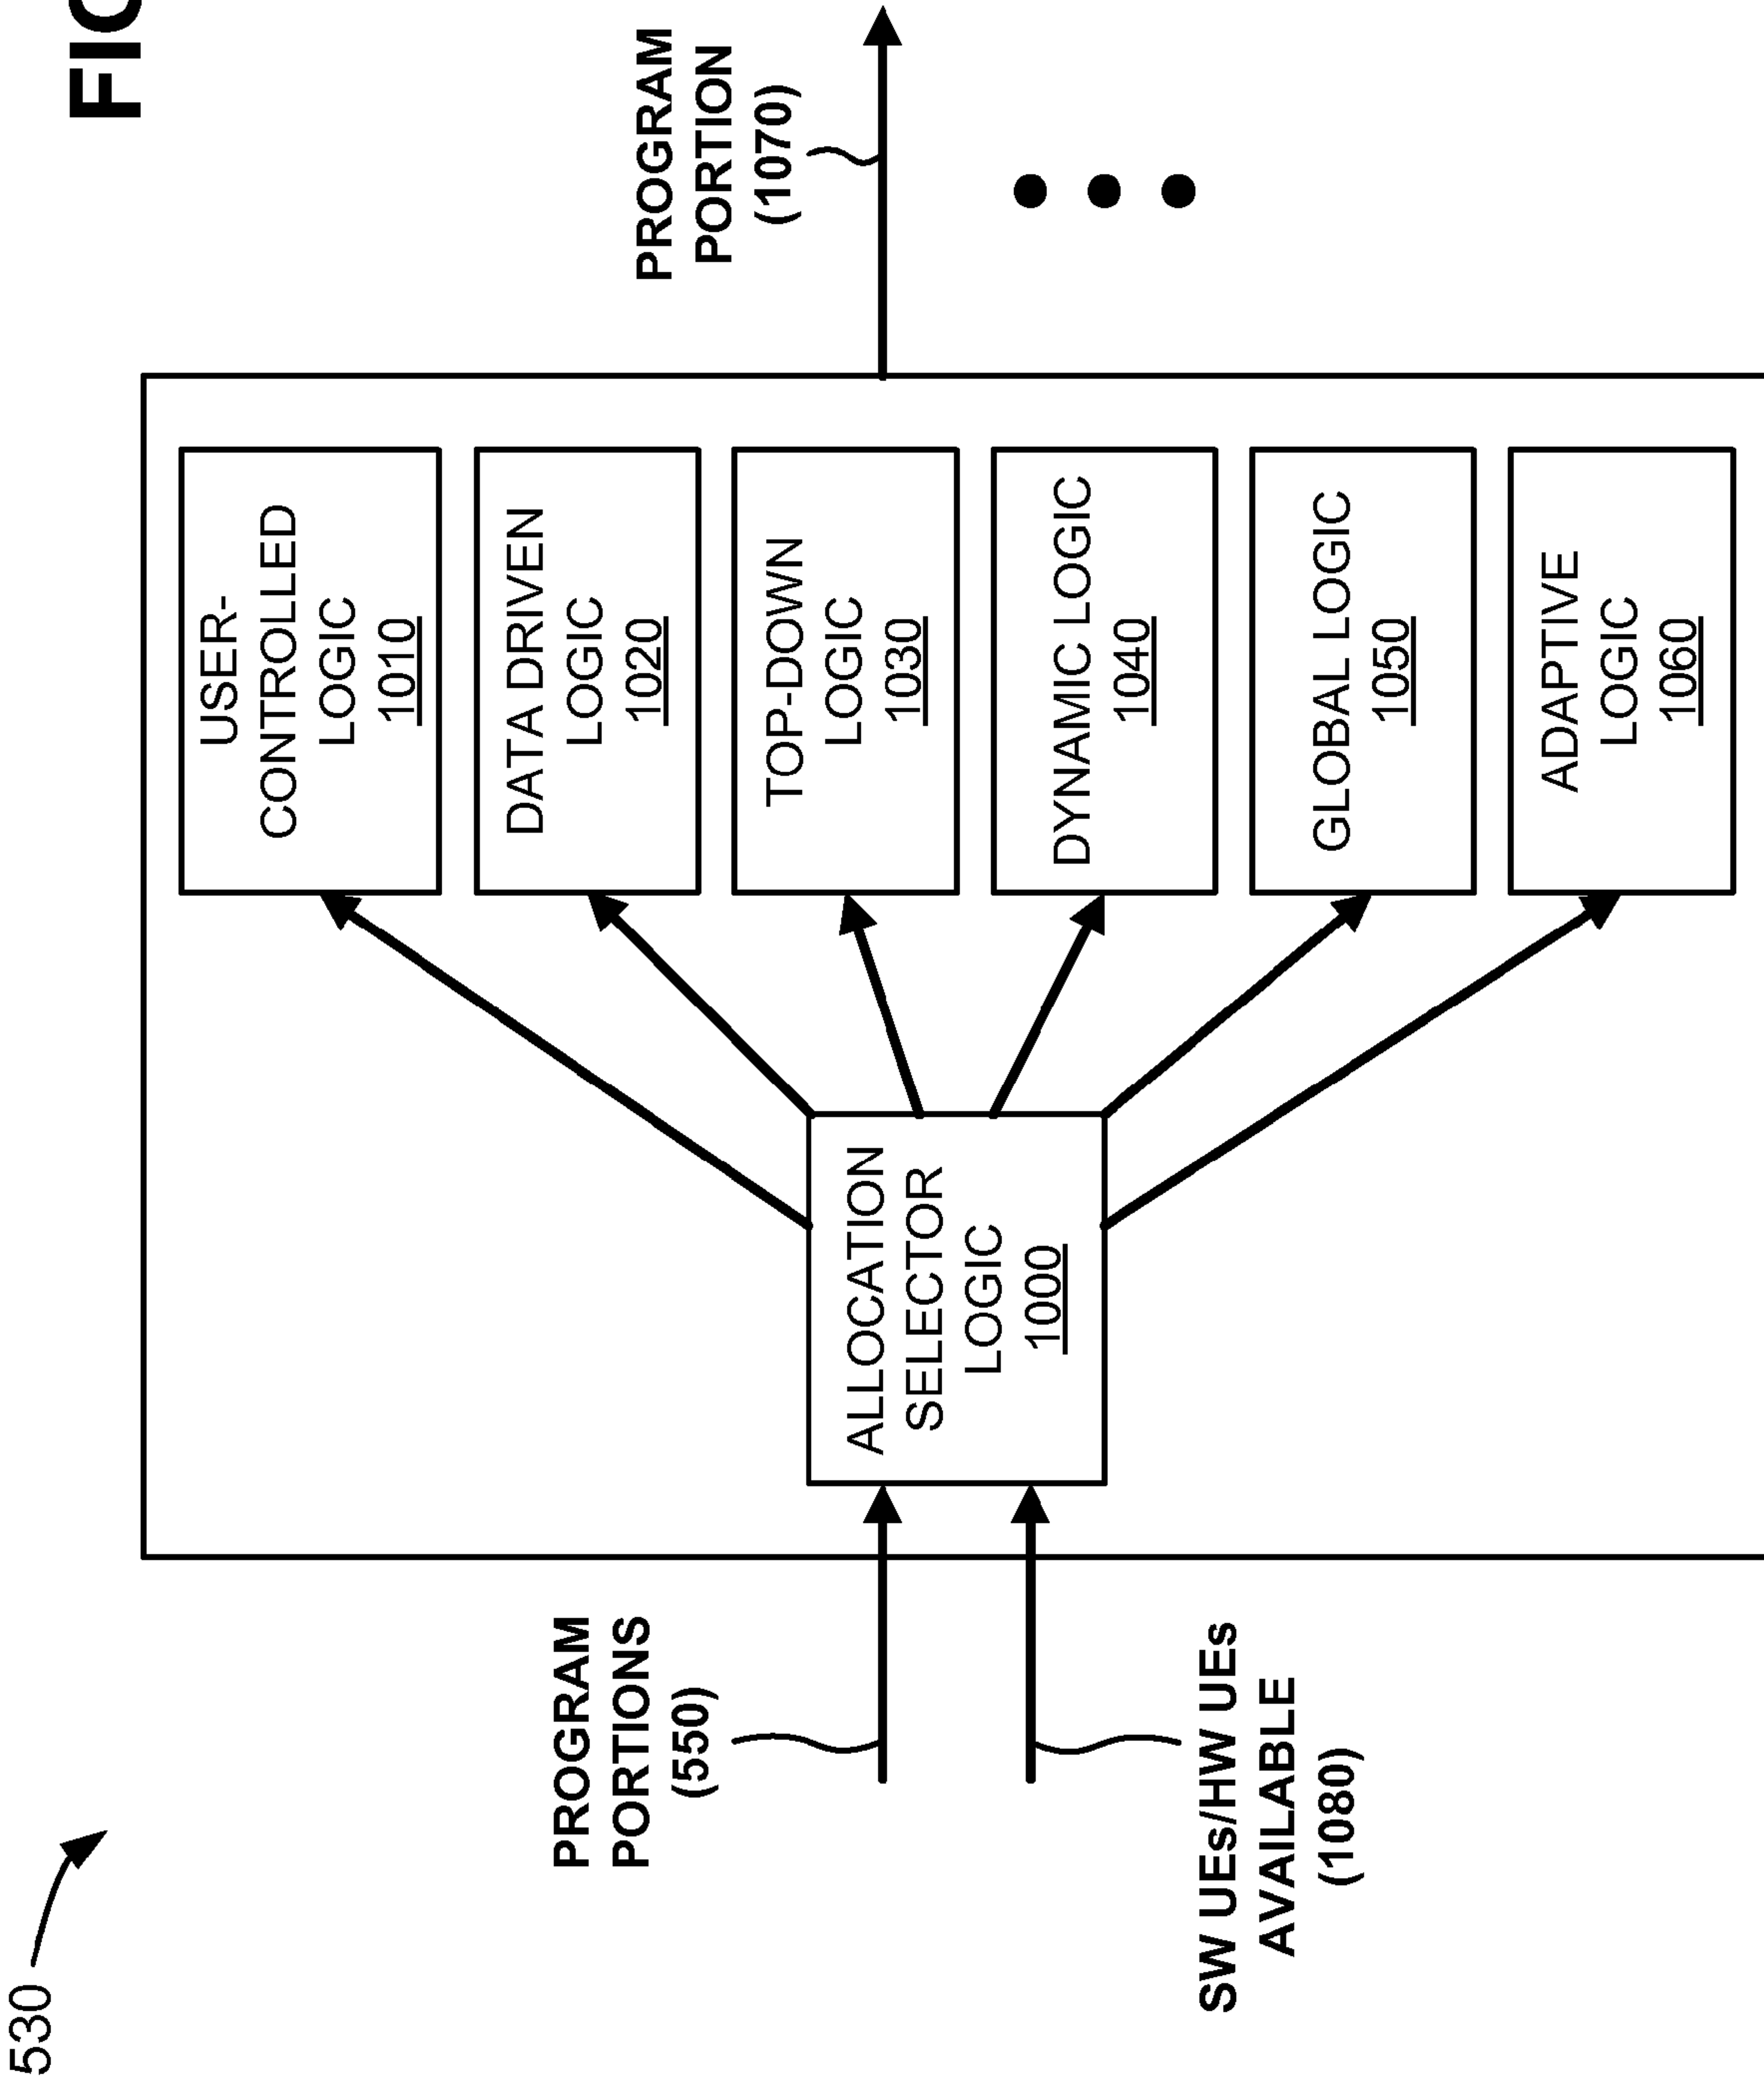 530
FIG
USER-
CONTROLLED
LOGIC
1010
DATA DRIVEN
LOGIC
1020
TOP-DOWN
LOGIC
1030
DYNAMIC LOGIC
1040
GLOBAL LOGIC
1050
ADAPTIVE
LOGIC
1060
PROGRAM
PORTIONS
(550)
SW UEs/HW UEs
AVAILABLE
(1080)
ALLOCATION
SELECTOR
LOGIC
1000
PROGRAM
PORTION
(1070)